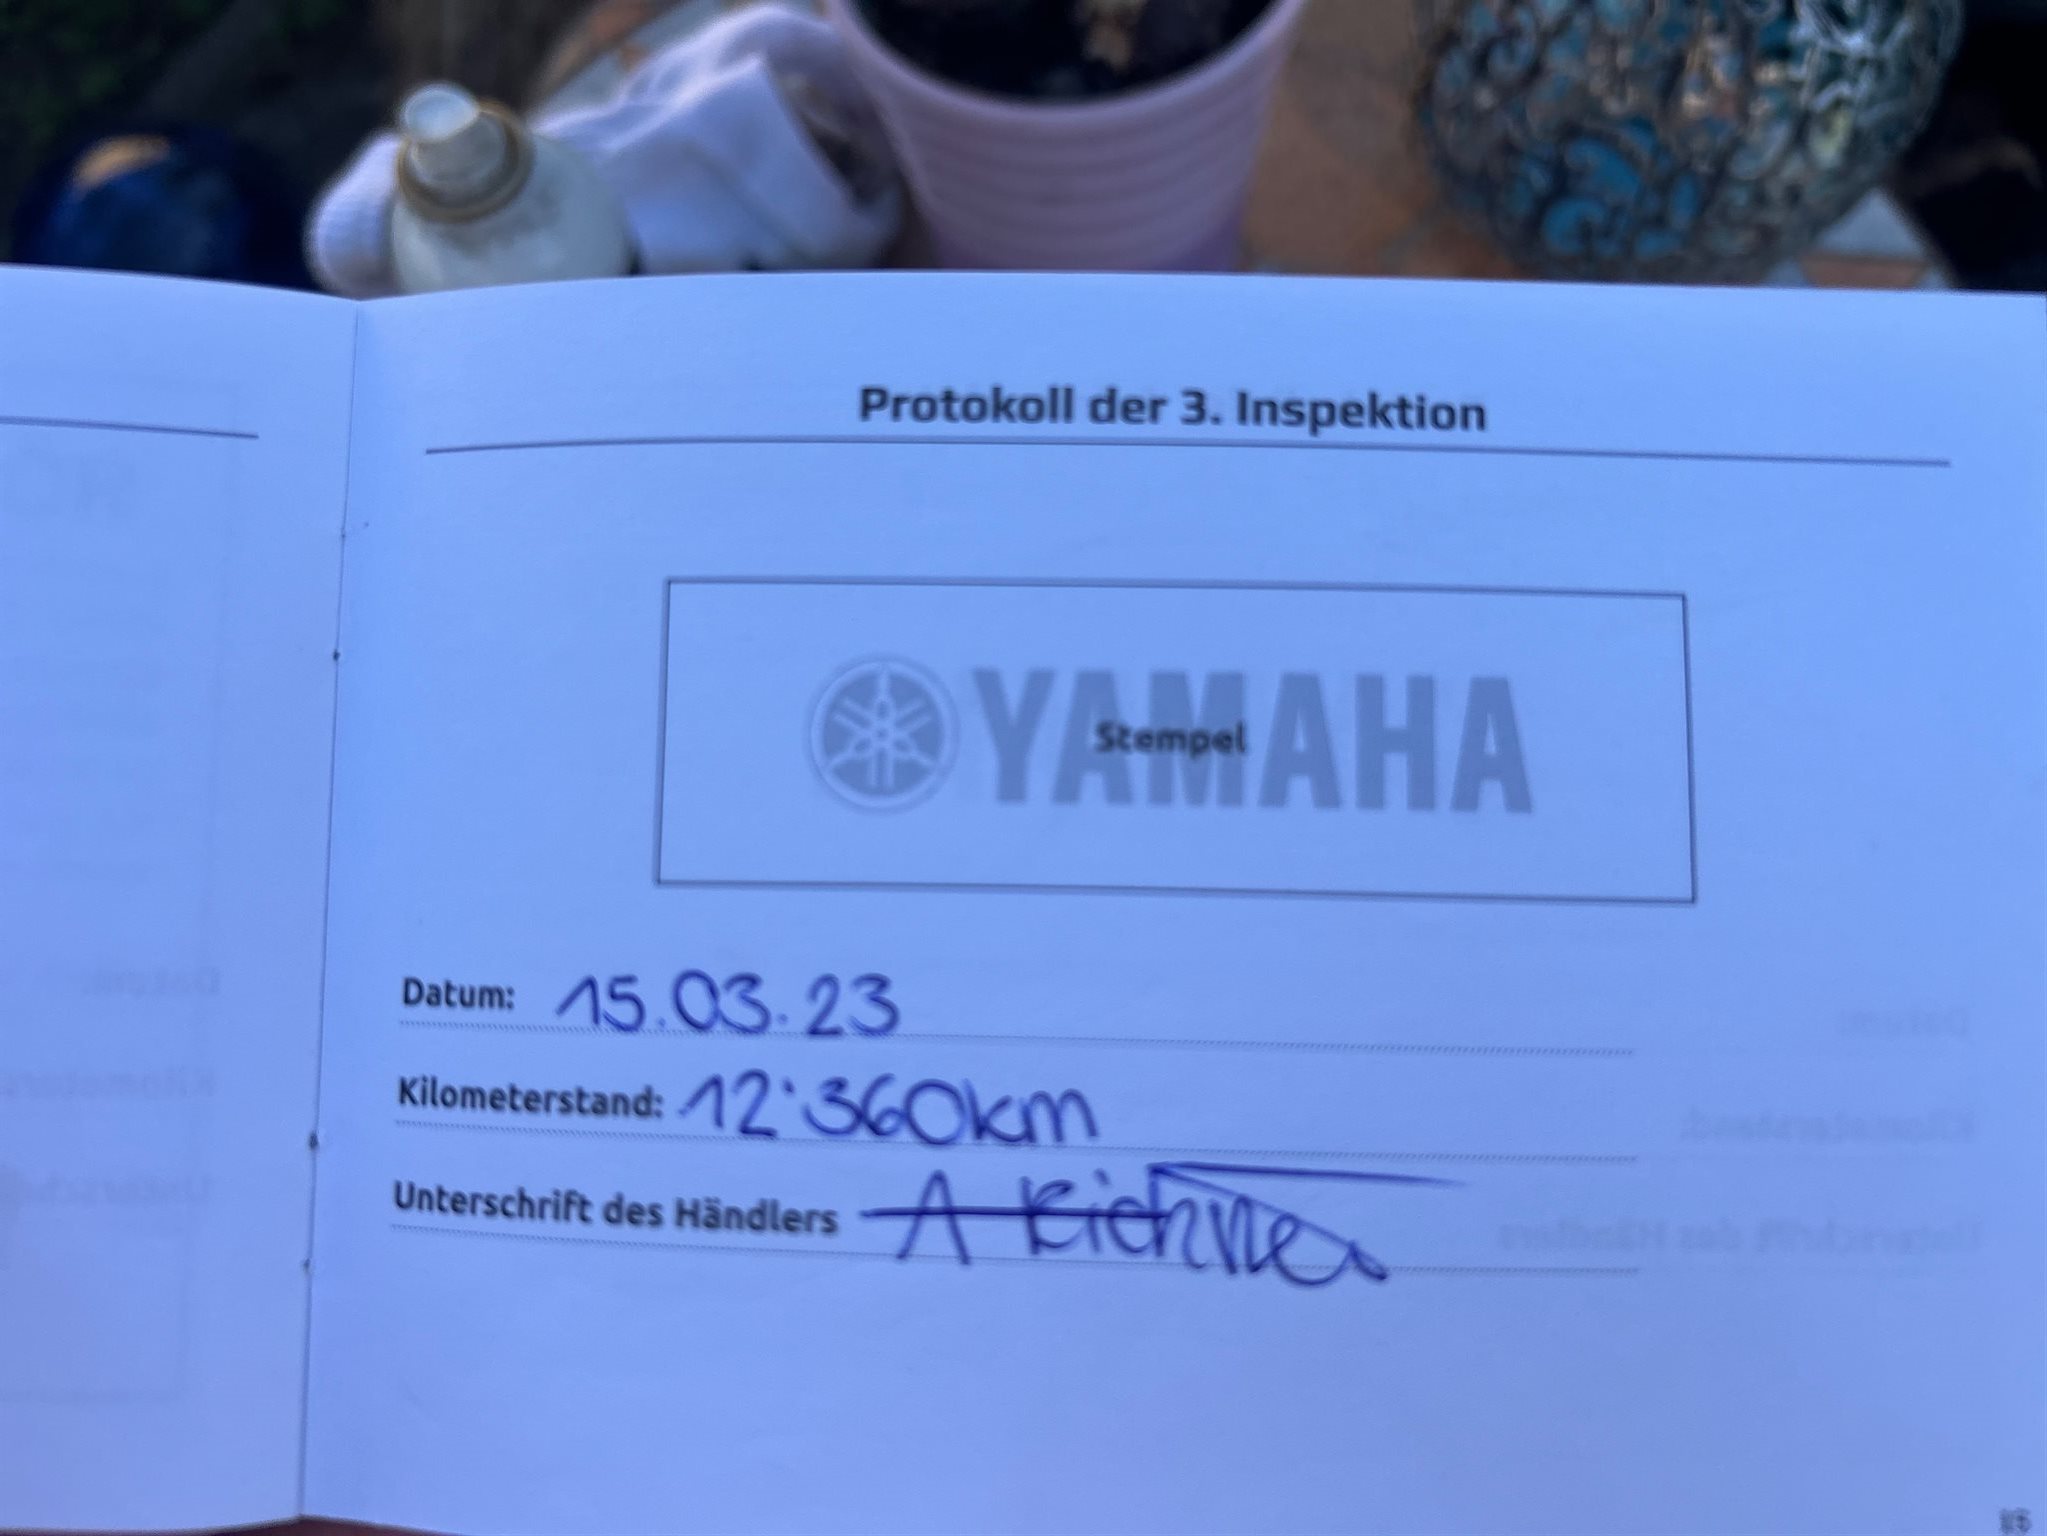 Protokoll der 3. Inspektion
YAMAHA
Stempel
Datum: 15.03.23
Kilometerstand: 12'360km
Unterschrift des Händlers A